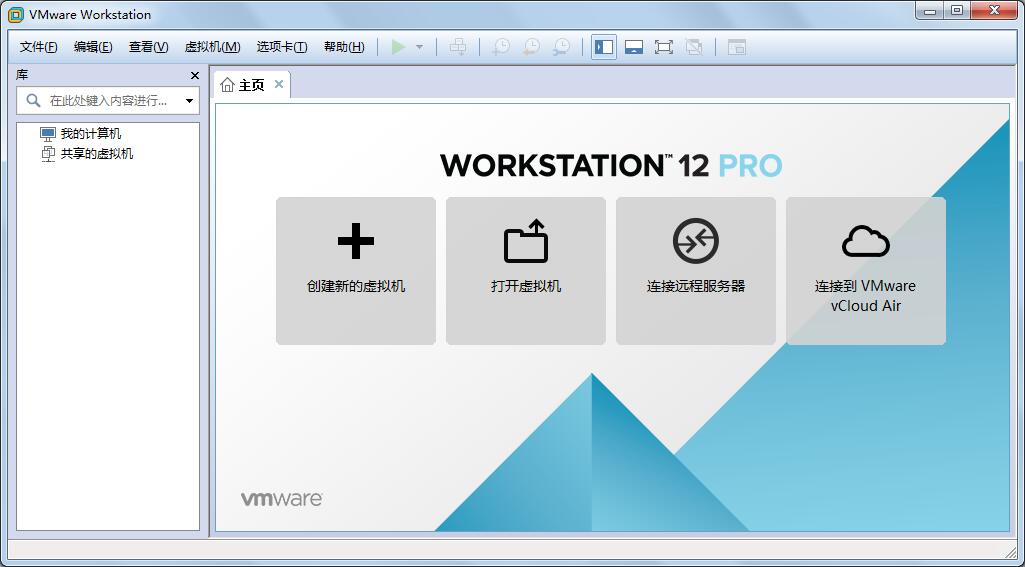 VMware Workstation
文件(F) 编辑(E) 查看(V) 虚拟机(M) 选项卡(T) 帮助(H)
库
在此处键入内容进行...
我的计算机
共享的虚拟机
主页
WORKSTATION™ 12 PRO
创建新的虚拟机
打开虚拟机
连接远程服务器
连接到 VMware
vCloud Air
vmware